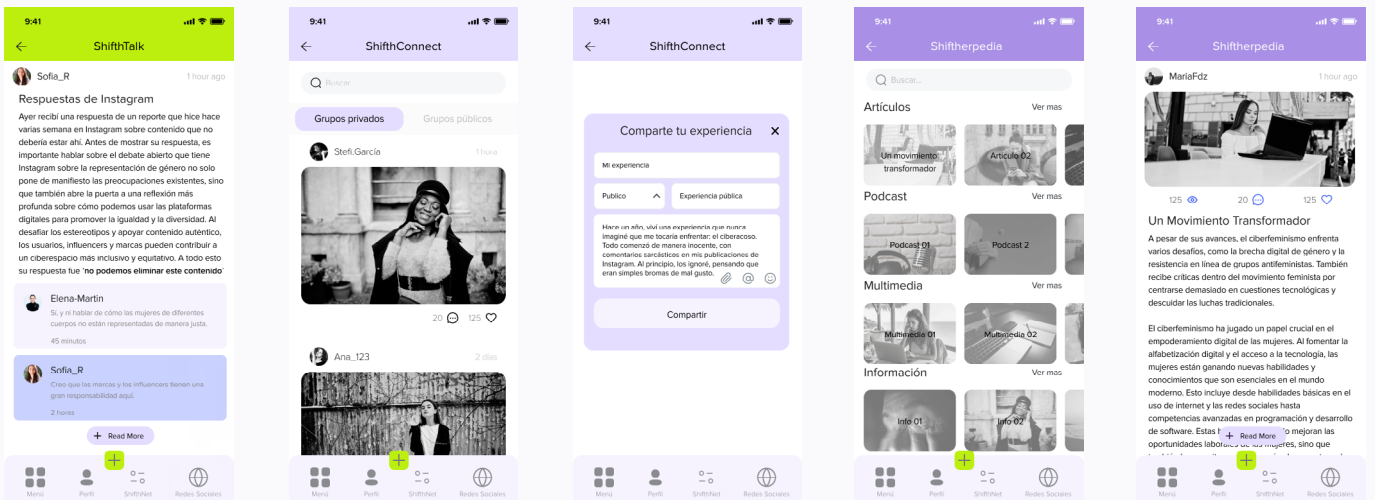 9:41
ShifthTalk
Sofia_R
1 hour ago
Respuestas de Instagram
Ayer recibí una respuesta de un reporte que hice hace
varias semana en Instagram sobre contenido que no
debería estar ahí. Antes de mostrar su respuesta, es
importante hablar sobre el debate abierto que tiene
Instagram sobre la representación de género no solo
pone de manifiesto las preocupaciones existentes, sino
que también abre la puerta a una reflexión más
profunda sobre cómo podemos usar las plataformas
digitales para promover la igualdad y la diversidad. Al
desafiar los estereotipos y apoyar contenido auténtico,
los usuarios, influencers y marcas pueden contribuir a
un ciberespacio más inclusivo y equitativo. A todo esto
su respuesta fue 'no podemos eliminar este contenido'
Elena-Martin
Sí, y ni hablar de cómo las mujeres de diferentes
cuerpos no están representadas de manera justa.
45 minutos
Sofia_R
Creo que las marcas y los influencers tienen una
gran responsabilidad aquí.
2 horas
+ Read More
Menú
Perfil
ShifthNet
Redes Sociales
9:41
ShifthConnect
Buscar...
Grupos privados
Grupos públicos
Stefi.García
1 hora
20
125
Ana_123
2 días
Menú
Perfil
ShifthNet
Redes Sociales
9:41
ShifthConnect
Comparte tu experiencia
Mi experiencia
Publico
Experiencia pública
Hace un año, viví una experiencia que nunca
imaginé que me tocaría enfrentar: el ciberacoso.
Todo comenzó de manera inocente, con
comentarios sarcásticos en mis publicaciones de
Instagram. Al principio, los ignoré, pensando que
eran simples bromas de mal gusto.
Compartir
Menú
Perfil
ShifthNet
Redes Sociales
9:41
Shiftherpedia
Buscar...
Artículos
Ver mas
Un movimiento
transformador
Articulo 02
Podcast
Ver mas
Podcast 01
Podcast 2
Multimedia
Ver mas
Multimedia 01
Multimedia 02
Información
Ver mas
Info 01
Info 02
Menú
Perfil
ShifthNet
Redes Sociales
9:41
Shiftherpedia
MariaFdz
1 hour ago
125
20
125
Un Movimiento Transformador
A pesar de sus avances, el ciberfeminismo enfrenta
varios desafíos, como la brecha digital de género y la
resistencia en línea de grupos antifeministas. También
recibe críticas dentro del movimiento feminista por
centrarse demasiado en cuestiones tecnológicas y
descuidar las luchas tradicionales.
El ciberfeminismo ha jugado un papel crucial en el
empoderamiento digital de las mujeres. Al fomentar la
alfabetización digital y el acceso a la tecnología, las
mujeres están ganando nuevas habilidades y
conocimientos que son esenciales en el mundo
moderno. Esto incluye desde habilidades básicas en el
uso de internet y las redes sociales hasta
competencias avanzadas en programación y desarrollo
de software. Estas mejoran las
oportunidades laborales de las mujeres, sino que
+ Read More
Menú
Perfil
ShifthNet
Redes Sociales